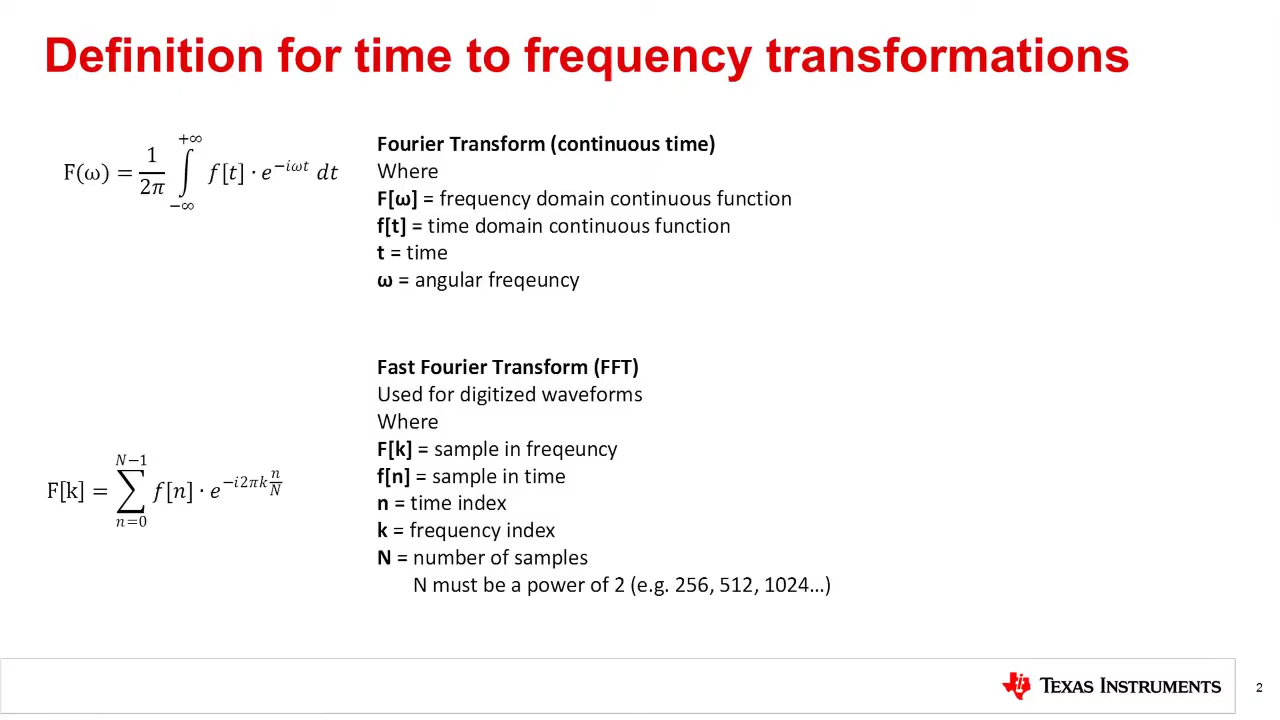 Definition for time to frequency transformations
F(ω) = 1/2π ∫_{−∞}^{+∞} f[t] · e^{−iωt} dt
Fourier Transform (continuous time)
Where
F[ω] = frequency domain continuous function
f[t] = time domain continuous function
t = time
ω = angular freqeuncy
Fast Fourier Transform (FFT)
Used for digitized waveforms
Where
F[k] = sample in freqeuncy
f[n] = sample in time
n = time index
k = frequency index
N = number of samples
N must be a power of 2 (e.g. 256, 512, 1024…)
F[k] = ∑_{n=0}^{N−1} f[n] · e^{−i2πk n/N}
TEXAS INSTRUMENTS
2